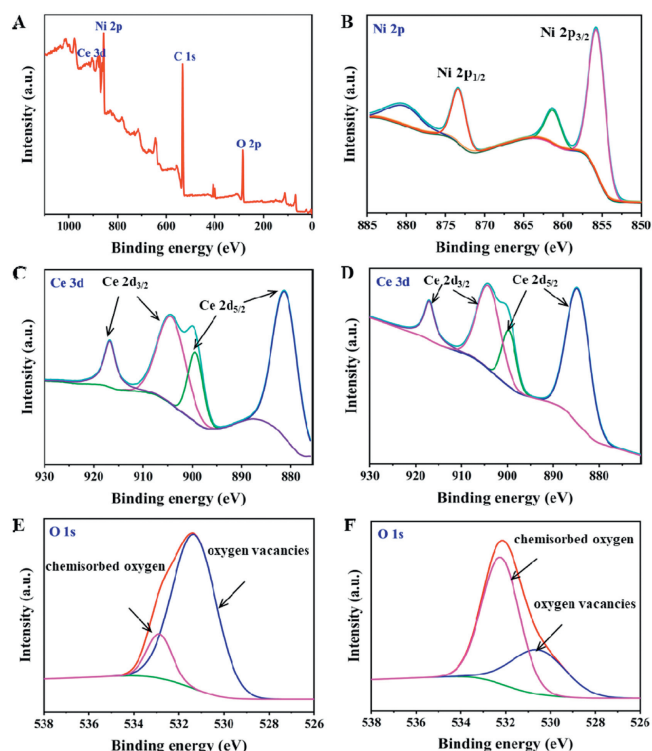 A
Ni 2p
Ce 3d
C 1s
O 2p
Intensity (a.u.)
1000 800 600 400 200 0
Binding energy (eV)
B
Ni 2p
Ni 2p3/2
Ni 2p1/2
Intensity (a.u.)
885 880 875 870 865 860 855 850
Binding energy (eV)
C
Ce 3d
Ce 2d3/2
Ce 2d5/2
Intensity (a.u.)
930 920 910 900 890 880
Binding energy (eV)
D
Ce 3d
Ce 2d3/2
Ce 2d5/2
Intensity (a.u.)
930 920 910 900 890 880
Binding energy (eV)
E
O 1s
oxygen vacancies
chemisorbed oxygen
Intensity (a.u.)
538 536 534 532 530 528 526
Binding energy (eV)
F
O 1s
chemisorbed oxygen
oxygen vacancies
Intensity (a.u.)
538 536 534 532 530 528 526
Binding energy (eV)